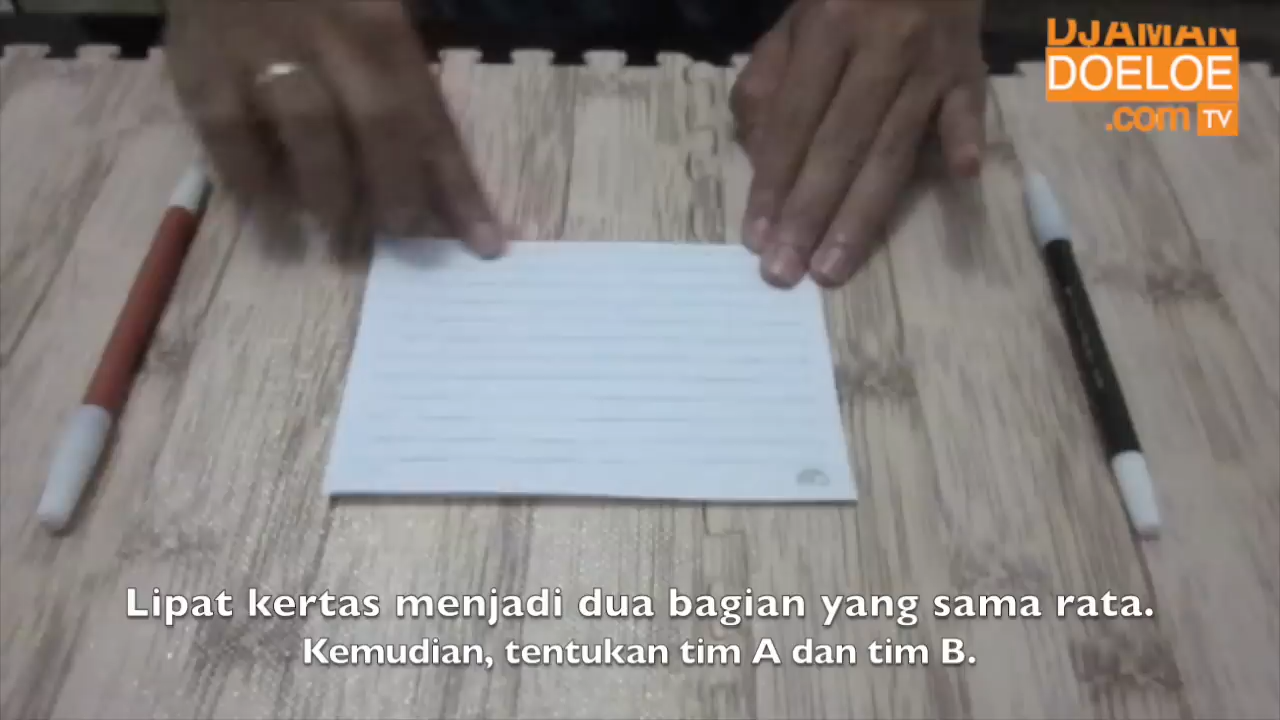 DJAMAN
DOELOE
.com TV
Lipat kertas menjadi dua bagian yang sama rata.
Kemudian, tentukan tim A dan tim B.